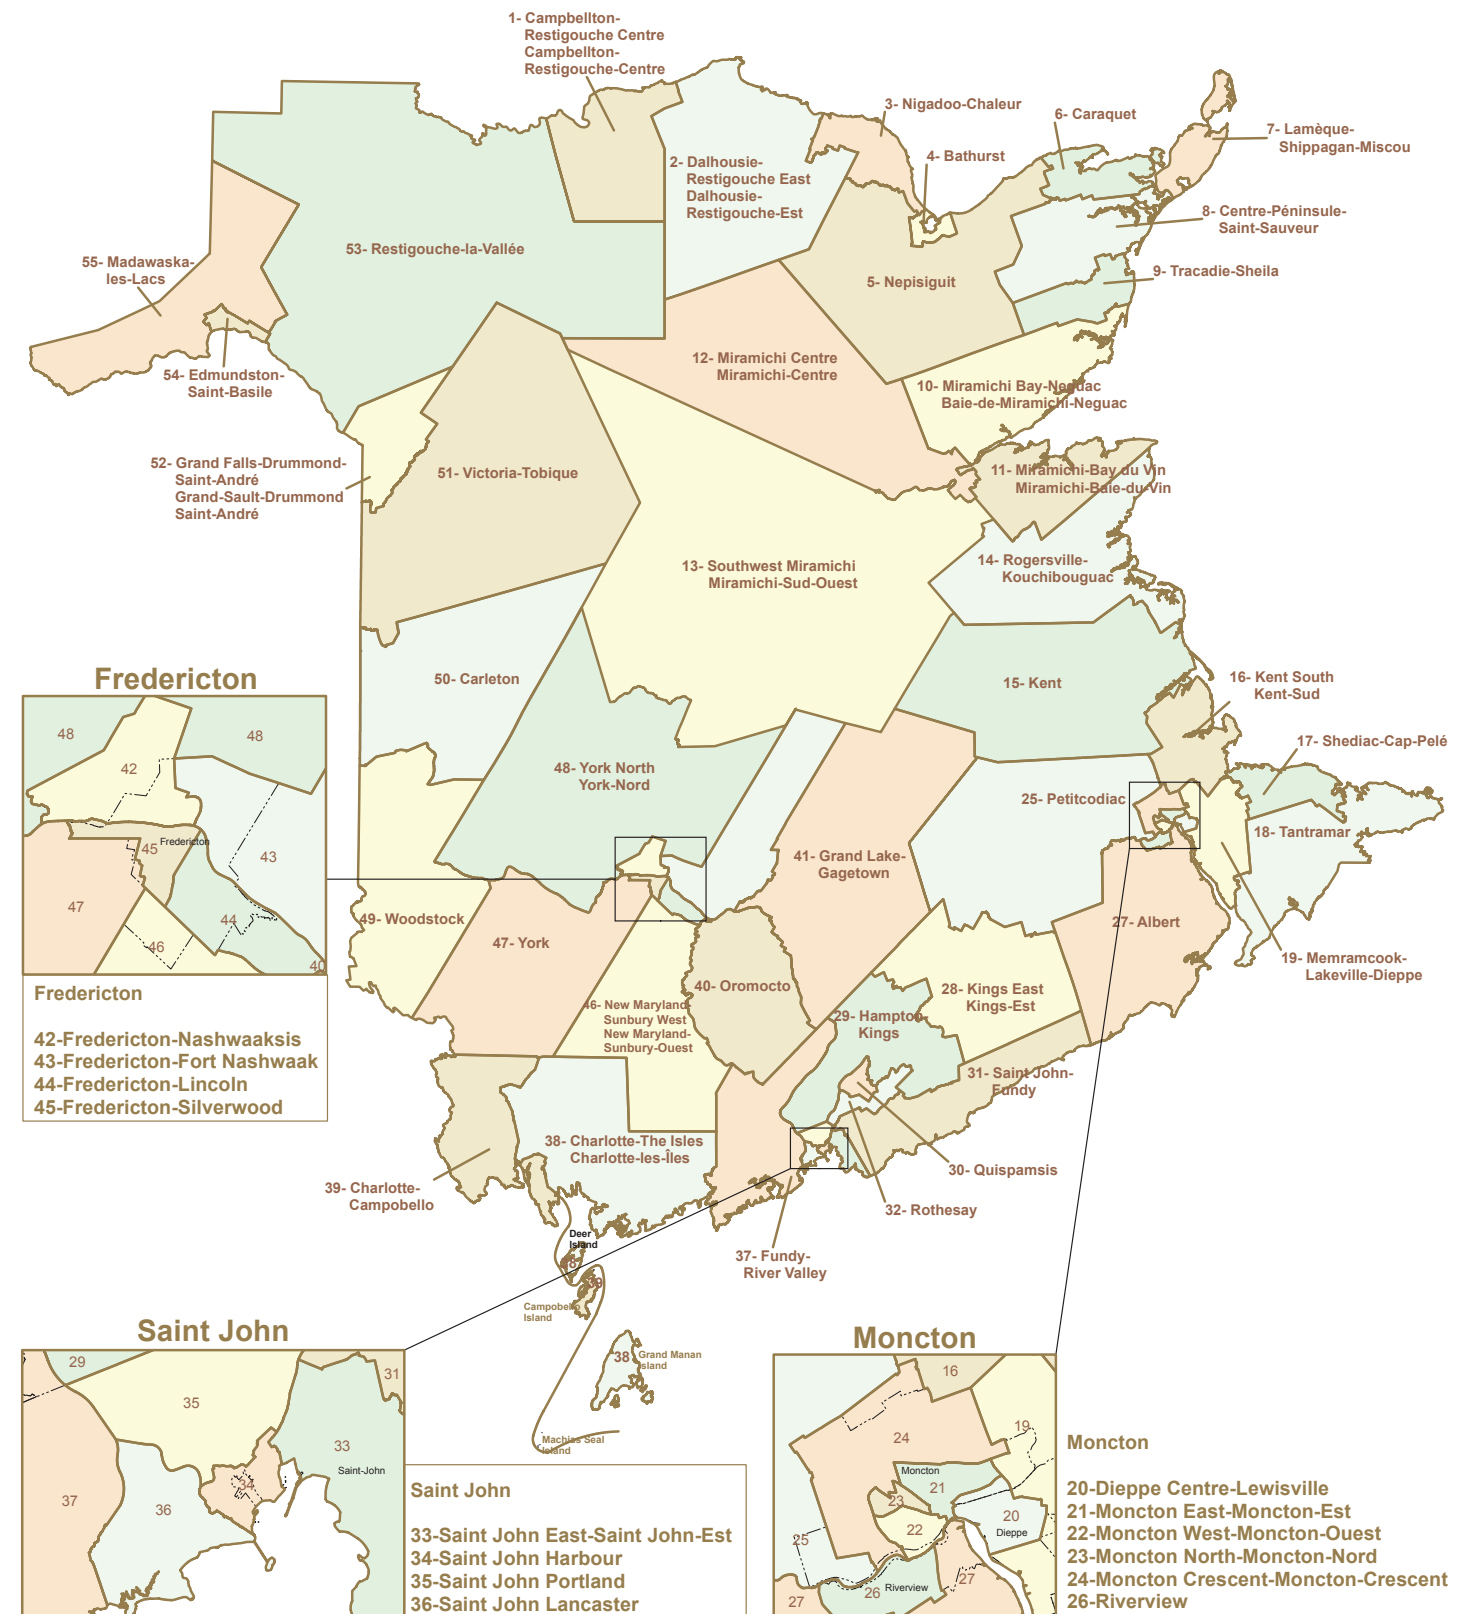 1- Campbellton-
Restigouche Centre
Campbellton-
Restigouche-Centre
2- Dalhousie-
Restigouche East
Dalhousie-
Restigouche-Est
3- Nigadoo-Chaleur
4- Bathurst
6- Caraquet
7- Lamèque-
Shippagan-Miscou
8- Centre-Péninsule-
Saint-Sauveur
53- Restigouche-la-Vallée
55- Madawaska-
les-Lacs
5- Nepisiguit
9- Tracadie-Sheila
54- Edmundston-
Saint-Basile
12- Miramichi Centre
Miramichi-Centre
10- Miramichi Bay-Neguac
Baie-de-Miramichi-Neguac
52- Grand Falls-Drummond-
Saint-André
Grand-Sault-Drummond
Saint-André
51- Victoria-Tobique
11- Miramichi-Bay du Vin
Miramichi-Baie-du-Vin
13- Southwest Miramichi
Miramichi-Sud-Ouest
14- Rogersville-
Kouchibouguac
50- Carleton
15- Kent
16- Kent South
Kent-Sud
17- Shediac-Cap-Pelé
48- York North
York-Nord
25- Petitcodiac
18- Tantramar
41- Grand Lake-
Gagetown
49- Woodstock
47- York
27- Albert
19- Memramcook-
Lakeville-Dieppe
40- Oromocto
46- New Maryland-
Sunbury West
New Maryland-
Sunbury-Ouest
28- Kings East
Kings-Est
29- Hampton-
Kings
31- Saint John-
Fundy
38- Charlotte-The Isles
Charlotte-les-Îles
30- Quispamsis
39- Charlotte-
Campobello
32- Rothesay
37- Fundy-
River Valley
Deer
Island
38
39
Campobello
Island
38
Grand Manan
Island
Machias Seal
Island
Fredericton
48
48
42
45
Fredericton
43
47
44
46
40
Fredericton
42-Fredericton-Nashwaaksis
43-Fredericton-Fort Nashwaak
44-Fredericton-Lincoln
45-Fredericton-Silverwood
Saint John
29
31
35
33
Saint-John
34
37
36
Saint John
33-Saint John East-Saint John-Est
34-Saint John Harbour
35-Saint John Portland
36-Saint John Lancaster
Moncton
16
19
24
Moncton
21
23
22
20
Dieppe
25
26
Riverview
27
27
Moncton
20-Dieppe Centre-Lewisville
21-Moncton East-Moncton-Est
22-Moncton West-Moncton-Ouest
23-Moncton North-Moncton-Nord
24-Moncton Crescent-Moncton-Crescent
26-Riverview